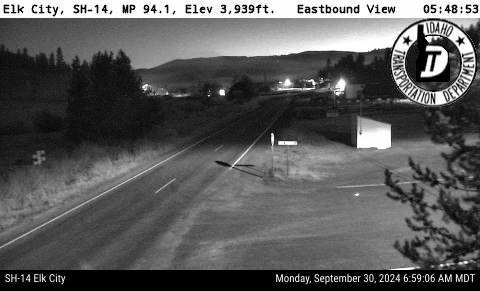 Elk City, SH-14, MP 94.1, Elev 3,939ft. Eastbound View 05:48:53
IDAHO
TRANSPORTATION DEPARTMENT
SH-14 Elk City Monday, September 30, 2024 6:59:06 AM MDT